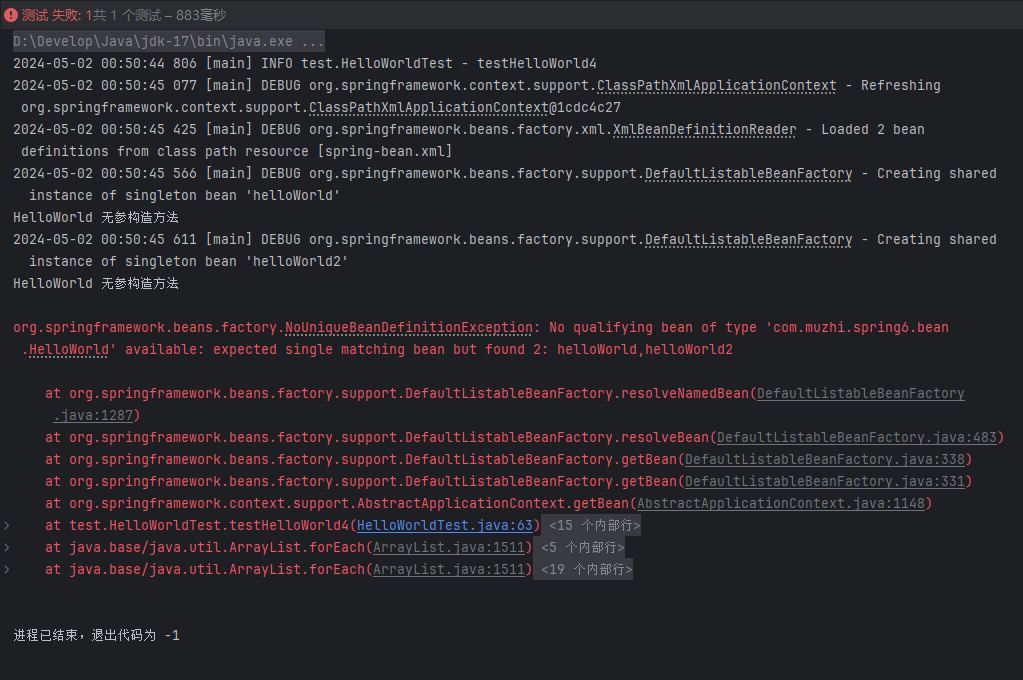 测试 失败: 1共 1 个测试 – 883毫秒
D:\Develop\Java\jdk-17\bin\java.exe ...
2024-05-02 00:50:44 806 [main] INFO test.HelloWorldTest - testHelloWorld4
2024-05-02 00:50:45 077 [main] DEBUG org.springframework.context.support.ClassPathXmlApplicationContext - Refreshing
org.springframework.context.support.ClassPathXmlApplicationContext@1cdc4c27
2024-05-02 00:50:45 425 [main] DEBUG org.springframework.beans.factory.xml.XmlBeanDefinitionReader - Loaded 2 bean
definitions from class path resource [spring-bean.xml]
2024-05-02 00:50:45 566 [main] DEBUG org.springframework.beans.factory.support.DefaultListableBeanFactory - Creating shared
instance of singleton bean 'helloWorld'
HelloWorld 无参构造方法
2024-05-02 00:50:45 611 [main] DEBUG org.springframework.beans.factory.support.DefaultListableBeanFactory - Creating shared
instance of singleton bean 'helloWorld2'
HelloWorld 无参构造方法
org.springframework.beans.factory.NoUniqueBeanDefinitionException: No qualifying bean of type 'com.muzhi.spring6.bean
.HelloWorld' available: expected single matching bean but found 2: helloWorld,helloWorld2
at org.springframework.beans.factory.support.DefaultListableBeanFactory.resolveNamedBean(DefaultListableBeanFactory
.java:1287)
at org.springframework.beans.factory.support.DefaultListableBeanFactory.resolveBean(DefaultListableBeanFactory.java:483)
at org.springframework.beans.factory.support.DefaultListableBeanFactory.getBean(DefaultListableBeanFactory.java:338)
at org.springframework.beans.factory.support.DefaultListableBeanFactory.getBean(DefaultListableBeanFactory.java:331)
at org.springframework.context.support.AbstractApplicationContext.getBean(AbstractApplicationContext.java:1148)
at test.HelloWorldTest.testHelloWorld4(HelloWorldTest.java:63) <15 个内部行>
at java.base/java.util.ArrayList.forEach(ArrayList.java:1511) <5 个内部行>
at java.base/java.util.ArrayList.forEach(ArrayList.java:1511) <19 个内部行>
进程已结束，退出代码为 -1